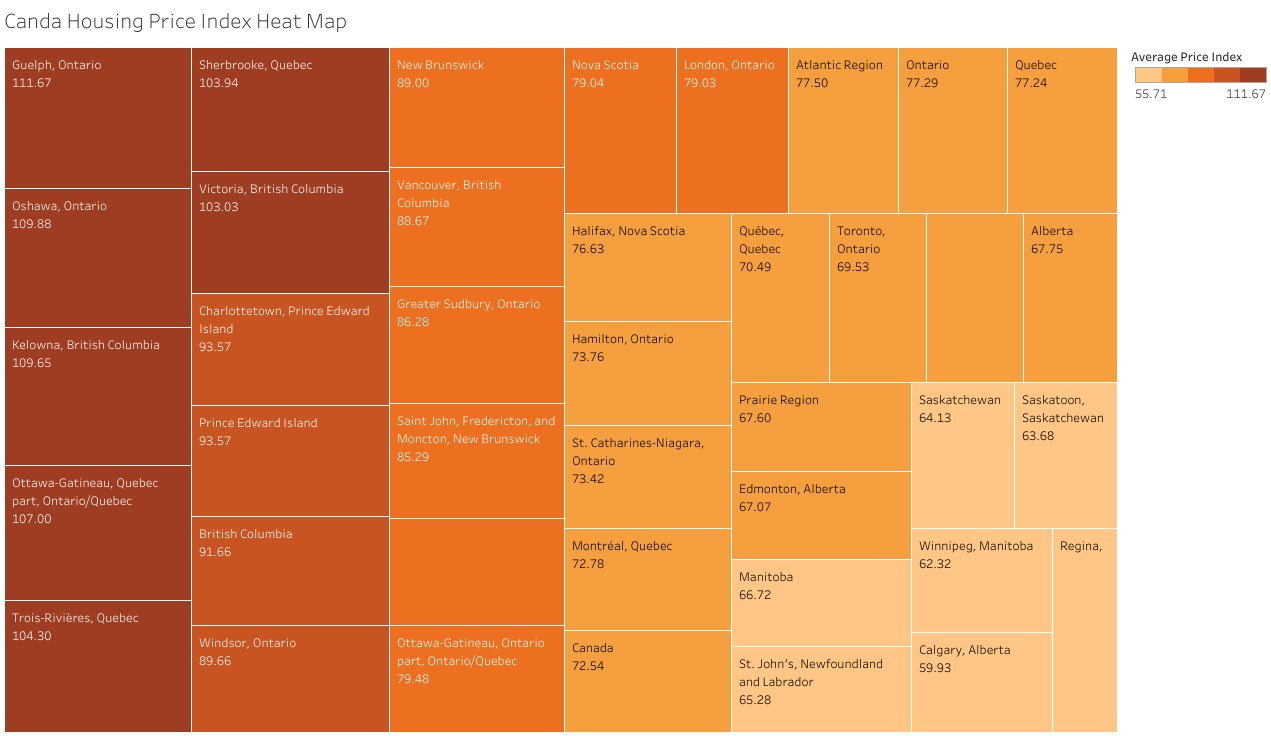 Canda Housing Price Index Heat Map
Guelph, Ontario
111.67
Oshawa, Ontario
109.88
Kelowna, British Columbia
109.65
Ottawa-Gatineau, Quebec
part, Ontario/Quebec
107.00
Trois-Rivières, Quebec
104.30
Sherbrooke, Quebec
103.94
Victoria, British Columbia
103.03
Charlottetown, Prince Edward
Island
93.57
Prince Edward Island
93.57
British Columbia
91.66
Windsor, Ontario
89.66
New Brunswick
89.00
Vancouver, British
Columbia
88.67
Greater Sudbury, Ontario
86.28
Saint John, Fredericton, and
Moncton, New Brunswick
85.29
Ottawa-Gatineau, Ontario
part, Ontario/Quebec
79.48
Nova Scotia
79.04
London, Ontario
79.03
Atlantic Region
77.50
Ontario
77.29
Quebec
77.24
Halifax, Nova Scotia
76.63
Hamilton, Ontario
73.76
St. Catharines-Niagara,
Ontario
73.42
Montréal, Quebec
72.78
Canada
72.54
Québec,
Quebec
70.49
Toronto,
Ontario
69.53
Alberta
67.75
Prairie Region
67.60
Edmonton, Alberta
67.07
Manitoba
66.72
St. John's, Newfoundland
and Labrador
65.28
Saskatchewan
64.13
Saskatoon,
Saskatchewan
63.68
Winnipeg, Manitoba
62.32
Calgary, Alberta
59.93
Regina,
Average Price Index
55.71
111.67